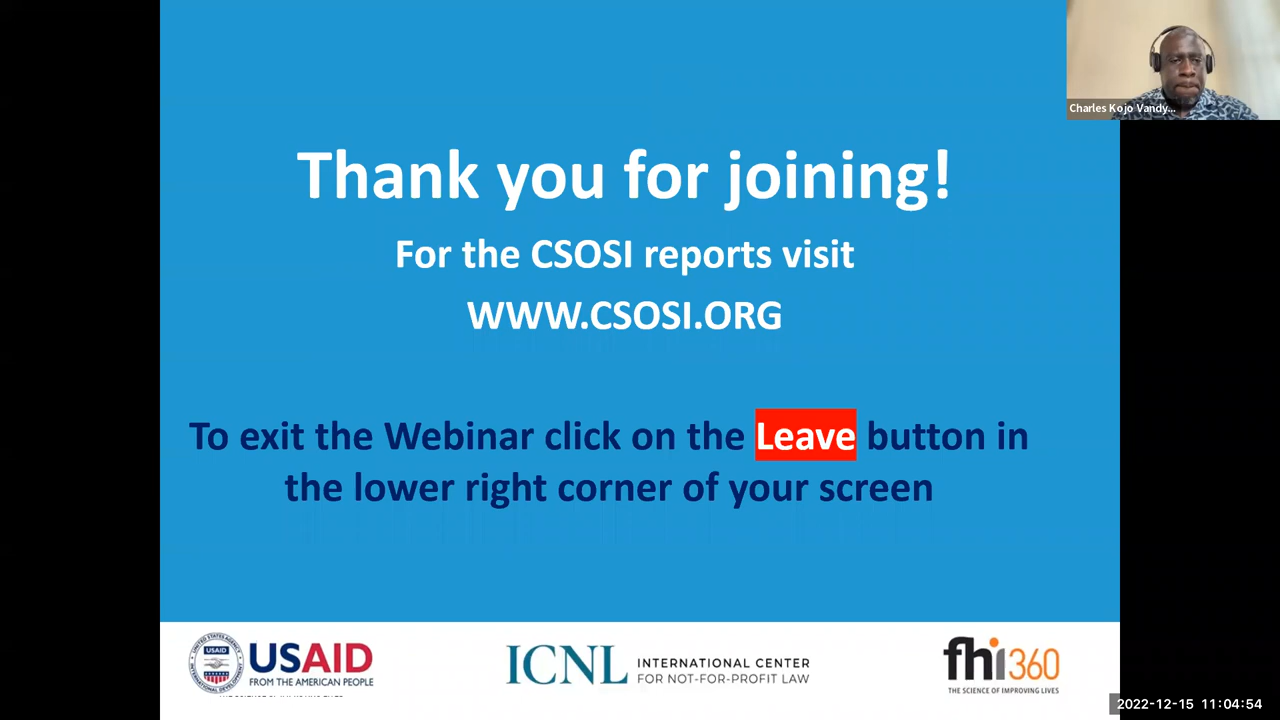 Charles Kojo Vandy...
Thank you for joining!
For the CSOSI reports visit
WWW.CSOSI.ORG
To exit the Webinar click on the Leave button in
the lower right corner of your screen
USAID
USAID
FROM THE AMERICAN PEOPLE
ICNL INTERNATIONAL CENTER
FOR NOT-FOR-PROFIT LAW
fhi360
THE SCIENCE OF IMPROVING LIVES
2022-12-15 11:04:54